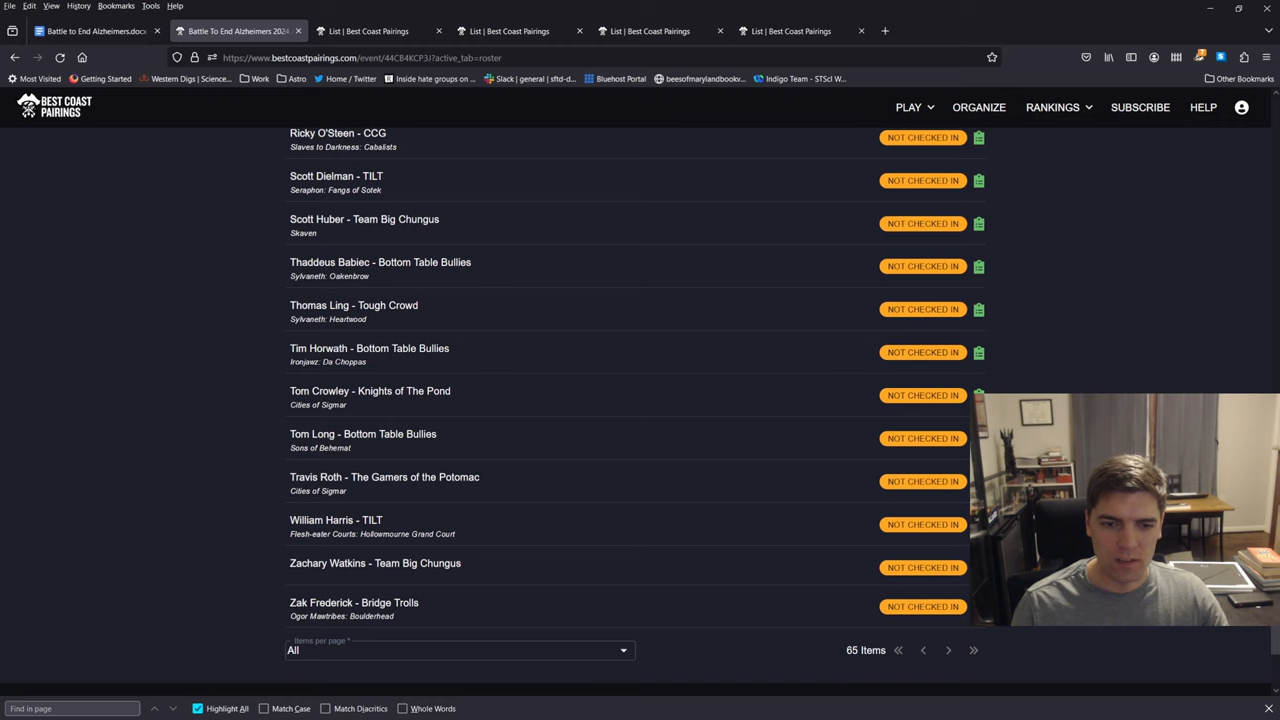 File Edit View History Bookmarks Tools Help
Battle to End Alzheimers.docx
Battle To End Alzheimers 2024
List | Best Coast Pairings
List | Best Coast Pairings
List | Best Coast Pairings
List | Best Coast Pairings
https://www.bestcoastpairings.com/event/44CB4KCP3J?active_tab=roster
Most Visited
Getting Started
Western Digs | Science...
Work
Astro
Home / Twitter
Inside hate groups on ...
Slack | general | sftd-d...
Bluehost Portal
beesofmarylandbookv...
Indigo Team - STScI W...
Other Bookmarks
BEST COAST
PAIRINGS
PLAY
ORGANIZE
RANKINGS
SUBSCRIBE
HELP
Ricky O'Steen - CCG
Slaves to Darkness: Cabalists
NOT CHECKED IN
Scott Dielman - TILT
Seraphon: Fangs of Sotek
NOT CHECKED IN
Scott Huber - Team Big Chungus
Skaven
NOT CHECKED IN
Thaddeus Babiec - Bottom Table Bullies
Sylvaneth: Oakenbrow
NOT CHECKED IN
Thomas Ling - Tough Crowd
Sylvaneth: Heartwood
NOT CHECKED IN
Tim Horwath - Bottom Table Bullies
Ironjawz: Da Choppas
NOT CHECKED IN
Tom Crowley - Knights of The Pond
Cities of Sigmar
NOT CHECKED IN
Tom Long - Bottom Table Bullies
Sons of Behemat
NOT CHECKED IN
Travis Roth - The Gamers of the Potomac
Cities of Sigmar
NOT CHECKED IN
William Harris - TILT
Flesh-eater Courts: Hollowmourne Grand Court
NOT CHECKED IN
Zachary Watkins - Team Big Chungus
NOT CHECKED IN
Zak Frederick - Bridge Trolls
Ogor Mawtribes: Boulderhead
NOT CHECKED IN
Items per page *
All
65 Items
Find in page
Highlight All
Match Case
Match Diacritics
Whole Words